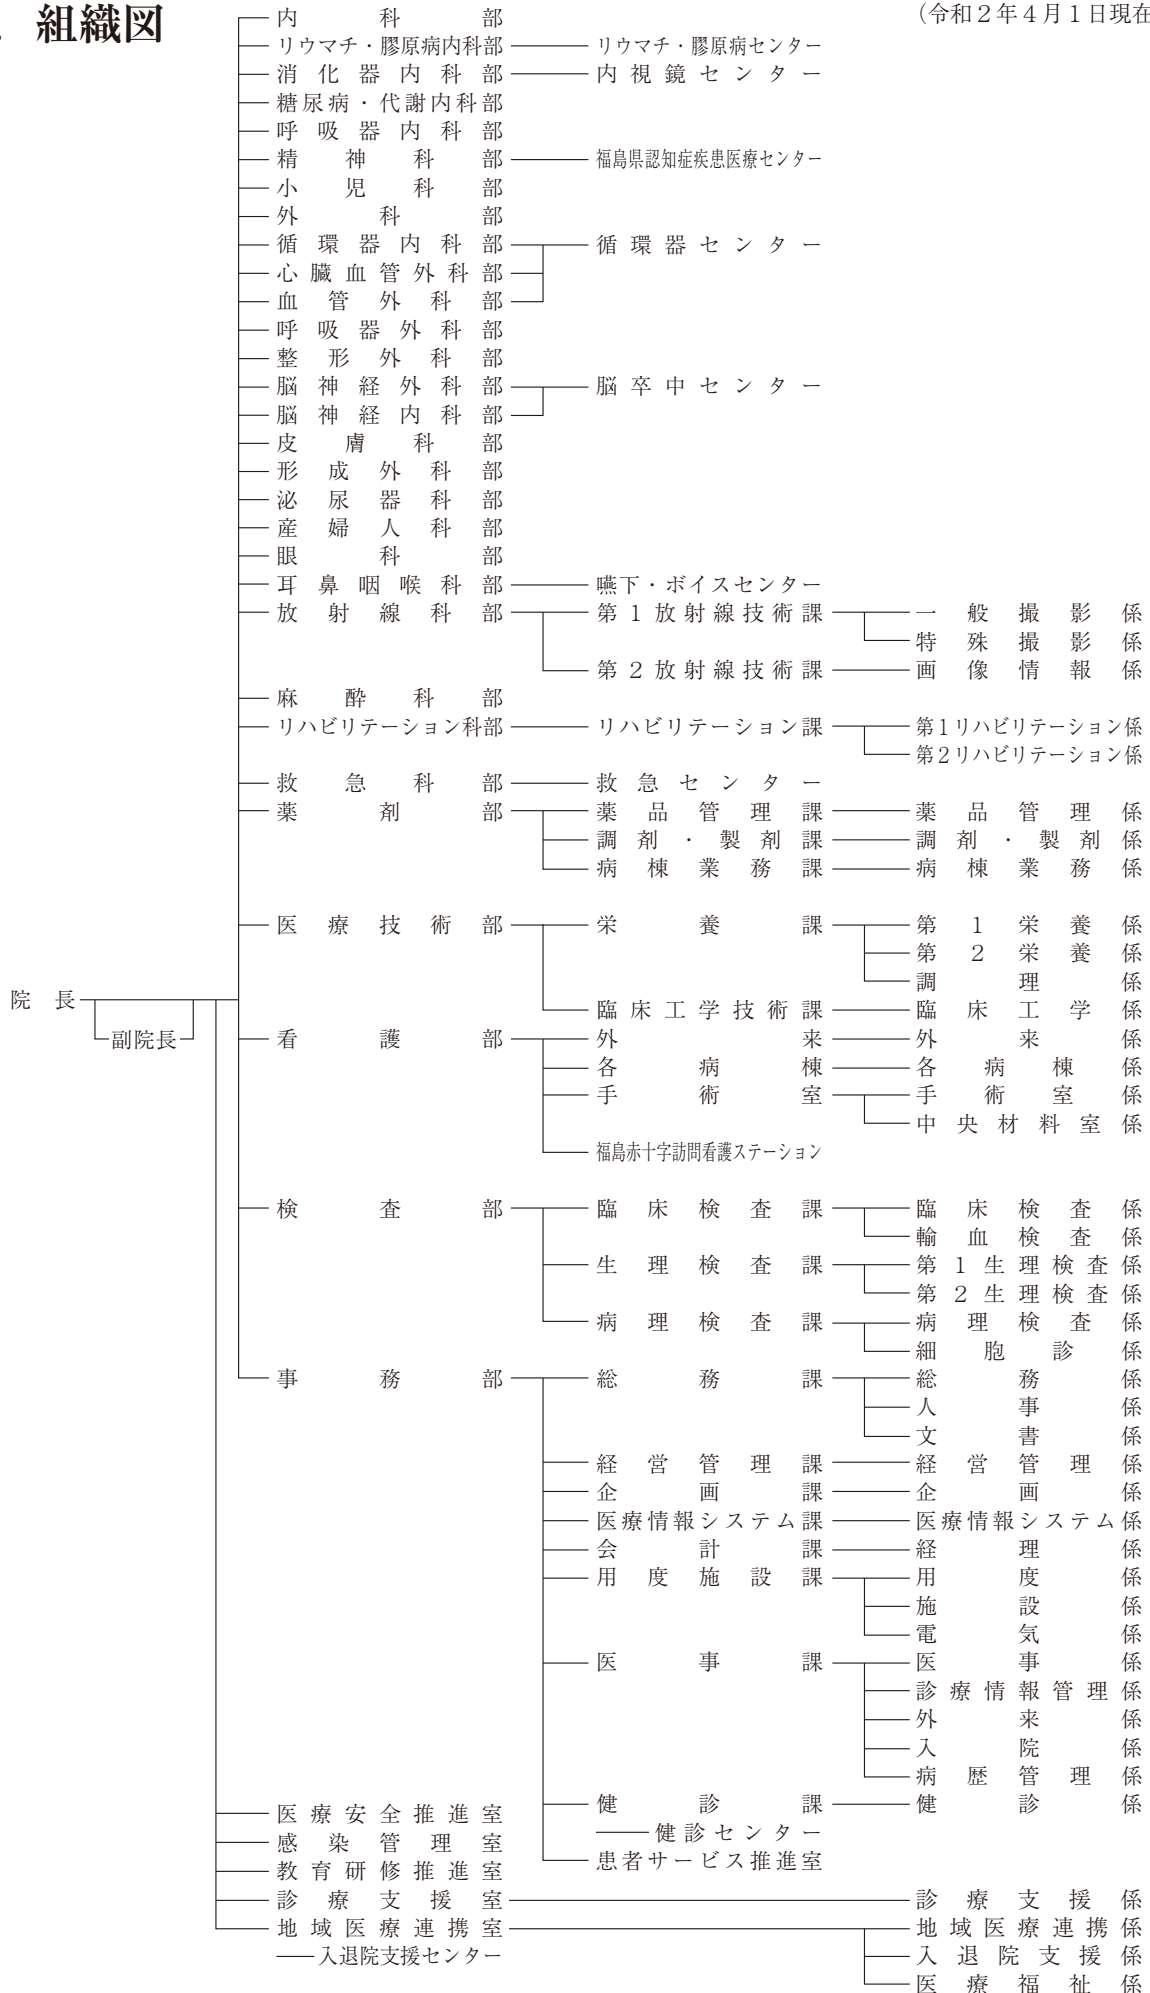 組織図
(令和2年4月1日現在
内科部
リウマチ・膠原病内科部 リウマチ・膠原病センター
消化器内科部 内視鏡センター
糖尿病・代謝内科部
呼吸器内科部
精神科部 福島県認知症疾患医療センター
小児科部
外科部
循環器内科部 循環器センター
心臓血管外科部
血管外科部
呼吸器外科部
整形外科部
脳神経外科部 脳卒中センター
脳神経内科部
皮膚科部
形成外科部
泌尿器科部
産婦人科部
眼科部
耳鼻咽喉科部 嚥下・ボイスセンター
放射線科部 第1放射線技術課 一般撮影係
特殊撮影係
第2放射線技術課 画像情報係
麻酔科部
リハビリテーション科部 リハビリテーション課 第1リハビリテーション係
第2リハビリテーション係
救急科部 救急センター
薬剤部 薬品管理課 薬品管理係
調剤・製剤課 調剤・製剤係
病棟業務課 病棟業務係
医療技術部 栄養課 第1栄養係
第2栄養係
調理係
院長
臨床工学技術課 臨床工学係
副院長
看護部 外来 外来係
各病棟 各病棟係
手術室 手術室係
中央材料室係
福島赤十字訪問看護ステーション
検査部 臨床検査課 臨床検査係
輸血検査係
生理検査課 第1生理検査係
第2生理検査係
病理検査課 病理検査係
細胞診係
事務部 総務課 総務係
人事係
文書係
経営管理課 経営管理係
企画課 企画係
医療情報システム課 医療情報システム係
会計課 経理係
用度施設課 用度係
施設係
電気係
医事課 医事係
診療情報管理係
外来係
入院係
病歴管理係
健診課 健診係
医療安全推進室
健診センター
感染管理室
患者サービス推進室
教育研修推進室
診療支援室 診療支援係
地域医療連携室 地域医療連携係
入退院支援センター 入退院支援係
医療福祉係